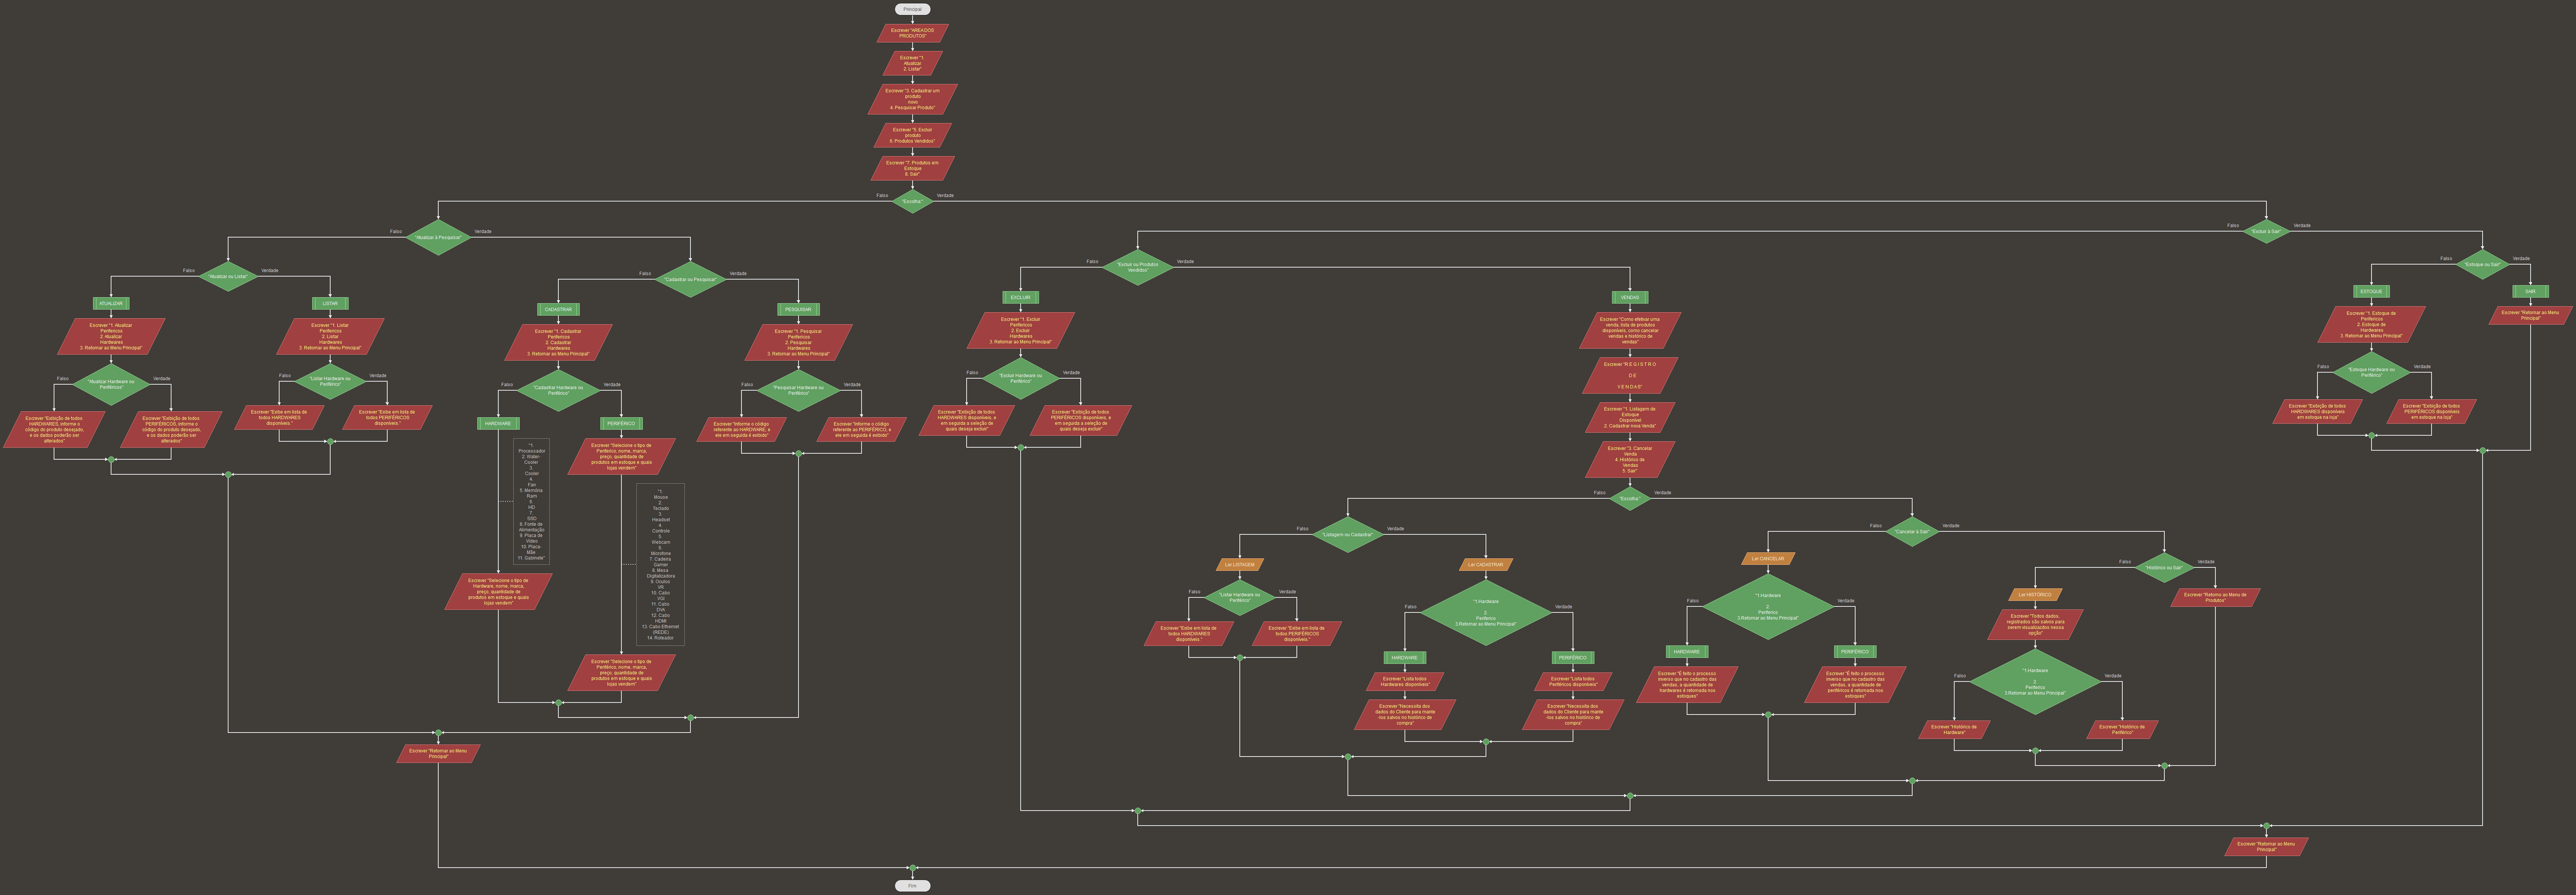 Principal
Escrever "AREA DOS
PRODUTOS"
Escrever "1.
Atualizar
2. Listar"
Escrever "3. Cadastrar um
produto
novo
4. Pesquisar Produto"
Escrever "5. Excluir
produto
6. Produtos Vendidos"
Escrever "7. Produtos em
Estoque
8. Sair"
Falso
Verdade
"Escolha:"
Falso
Verdade
"Atualizar à Pesquisar"
Falso
Verdade
"Excluir à Sair"
Falso
Verdade
"Atualizar ou Listar"
Falso
Verdade
"Cadastrar ou Pesquisar"
Falso
Verdade
"Excluir ou Produtos
Vendidos"
Falso
Verdade
"Estoque ou Sair"
ATUALIZAR
Escrever "1. Atualizar
Periféricos
2. Atualizar
Hardwares
3. Retornar ao Menu Principal"
Falso
Verdade
"Atualizar Hardware ou
Periféricos"
Escrever "Exibição de todos
HARDWARES, informe o
código do produto desejado,
e os dados poderão ser
alterados"
Escrever "Exibição de todos
PERIFÉRICOS, informe o
código do produto desejado,
e os dados poderão ser
alterados"
LISTAR
Escrever "1. Listar
Periféricos
2. Listar
Hardwares
3. Retornar ao Menu Principal"
Falso
Verdade
"Listar Hardware ou
Periférico"
Escrever "Exibe em lista de
todos HARDWARES
disponíveis."
Escrever "Exibe em lista de
todos PERIFÉRICOS
disponíveis."
CADASTRAR
Escrever "1. Cadastrar
Periféricos
2. Cadastrar
Hardwares
3. Retornar ao Menu Principal"
Falso
Verdade
"Cadastrar Hardware ou
Periférico"
HARDWARE
"1.
Processador
2. Water-
Cooler
3.
Cooler
4.
Fan
5. Memória
Ram
6.
HD
7.
SSD
8. Fonte de
Alimentação
9. Placa de
Vídeo
10. Placa-
Mãe
11. Gabinete"
Escrever "Selecione o tipo de
Hardware, nome, marca,
preço, quantidade de
produtos em estoque e quais
lojas vendem"
PERIFÉRICO
Escrever "Selecione o tipo de
Periférico, nome, marca,
preço, quantidade de
produtos em estoque e quais
lojas vendem"
"1.
Mouse
2.
Teclado
3.
Headset
4.
Controle
5.
Webcam
6.
Microfone
7. Cadeira
Gamer
8. Mesa
Digitalizadora
9. Óculos
VR
10. Cabo
VGI
11. Cabo
DVA
12. Cabo
HDMI
13. Cabo Ethernet
(REDE)
14. Roteador
Escrever "Selecione o tipo de
Periférico, nome, marca,
preço, quantidade de
produtos em estoque e quais
lojas vendem"
PESQUISAR
Escrever "1. Pesquisar
Periféricos
2. Pesquisar
Hardwares
3. Retornar ao Menu Principal"
Falso
Verdade
"Pesquisar Hardware ou
Periférico"
Escrever "Informe o código
referente ao HARDWARE, e
ele em seguida é exibido"
Escrever "Informe o código
referente ao PERIFÉRICO, e
ele em seguida é exibido"
Escrever "Retornar ao Menu
Principal"
EXCLUIR
Escrever "1. Excluir
Periféricos
2. Excluir
Hardwares
3. Retornar ao Menu Principal"
Falso
Verdade
"Excluir Hardware ou
Periférico"
Escrever "Exibição de todos
HARDWARES disponíveis, e
em seguida a seleção de
quais deseja excluir"
Escrever "Exibição de todos
PERIFÉRICOS disponíveis, e
em seguida a seleção de
quais deseja excluir"
VENDAS
Escrever "Como efetivar uma
venda, lista de produtos
disponíveis, como cancelar
vendas e histórico de
vendas"
Escrever "R E G I S T R O
D E
V E N D A S"
Escrever "1. Listagem de
Estoque
Disponível
2. Cadastrar nova Venda"
Escrever "3. Cancelar
Venda
4. Histórico de
Vendas
5. Sair"
Falso
Verdade
"Escolha:"
Falso
Verdade
"Listagem ou Cadastrar"
Ler LISTAGEM
Falso
Verdade
"Listar Hardware ou
Periférico"
Escrever "Exibe em lista de
todos HARDWARES
disponíveis."
Escrever "Exibe em lista de
todos PERIFÉRICOS
disponíveis."
Ler CADASTRAR
Falso
Verdade
"1.Hardware
2.
Periférico
3.Retornar ao Menu Principal"
HARDWARE
Escrever "Lista todos
Hardwares disponíveis"
Escrever "Necessita dos
dados do Cliente para mante
-los salvos no histórico de
compra"
PERIFÉRICO
Escrever "Lista todos
Periféricos disponíveis"
Escrever "Necessita dos
dados do Cliente para mante
-los salvos no histórico de
compra"
Falso
Verdade
"Cancelar à Sair"
Ler CANCELAR
Falso
Verdade
"1.Hardware
2.
Periférico
3.Retornar ao Menu Principal"
HARDWARE
Escrever "É feito o processo
inverso que no cadastro das
vendas, a quantidade de
hardwares é retornada nos
estoques"
PERIFÉRICO
Escrever "É feito o processo
inverso que no cadastro das
vendas, a quantidade de
periféricos é retornada nos
estoques"
Falso
Verdade
"Histórico ou Sair"
Ler HISTÓRICO
Escrever "Todos dados,
registrados são salvos para
serem visualizados nessa
opção"
Falso
Verdade
"1.Hardware
2.
Periférico
3.Retornar ao Menu Principal"
Escrever "Histórico de
Hardware"
Escrever "Histórico de
Periférico"
Escrever "Retorno ao Menu de
Produtos"
ESTOQUE
Escrever "1. Estoque de
Periféricos
2. Estoque de
Hardwares
3. Retornar ao Menu Principal"
Falso
Verdade
"Estoque Hardware ou
Periférico"
Escrever "Exibição de todos
HARDWARES disponíveis
em estoque na loja"
Escrever "Exibição de todos
PERIFÉRICOS disponíveis
em estoque na loja"
SAIR
Escrever "Retornar ao Menu
Principal"
Escrever "Retornar ao Menu
Principal"
Fim